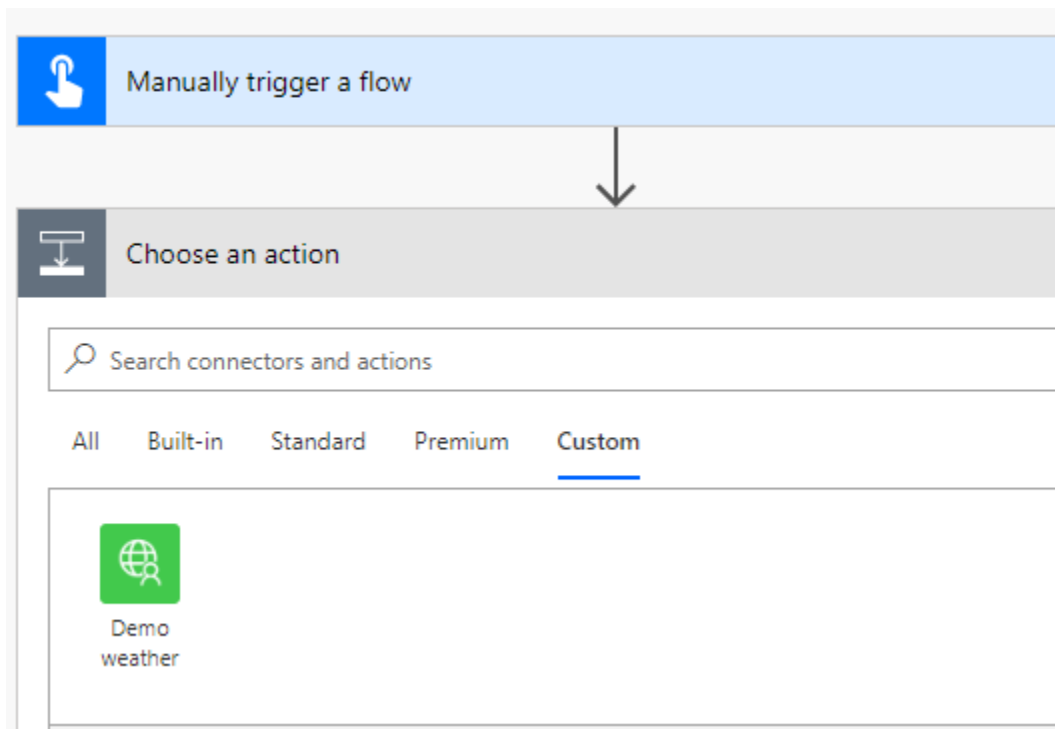 Manually trigger a flow
Choose an action
Search connectors and actions
All Built-in Standard Premium Custom
Demo
weather